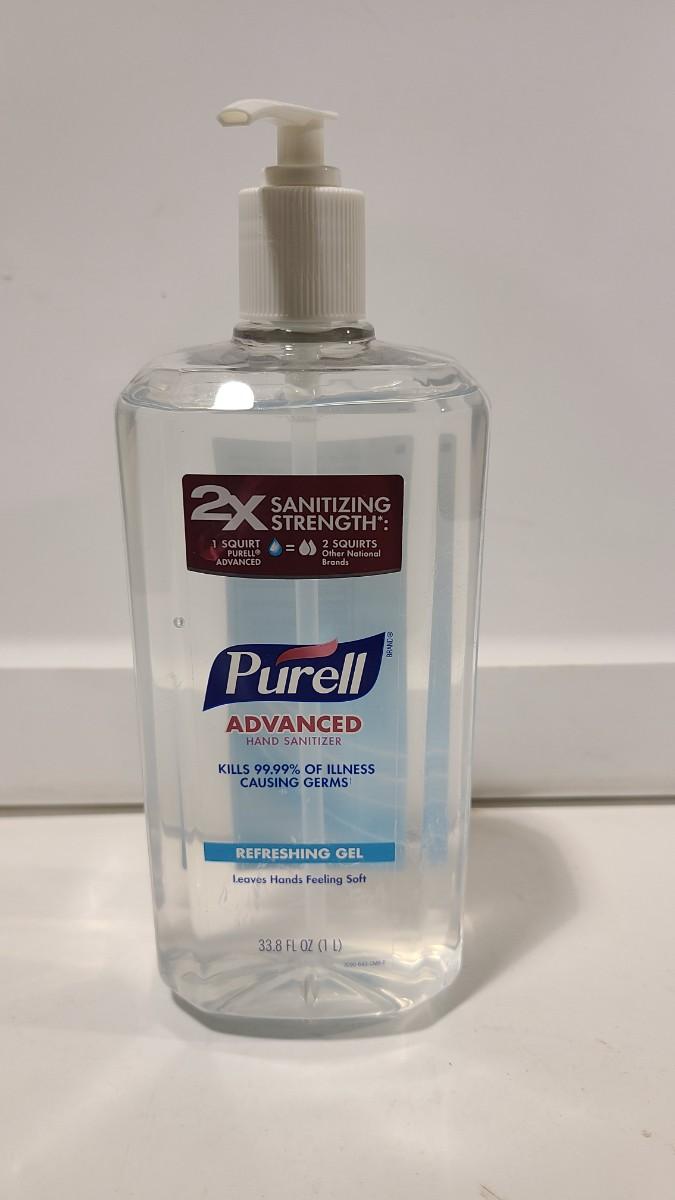 2X SANITIZING
STRENGTH*:
1 SQUIRT
PURELL®
ADVANCED
=
2 SQUIRTS
Other National
Brands
Purell
BRAND®
ADVANCED
HAND SANITIZER
KILLS 99.99% OF ILLNESS
CAUSING GERMS†
REFRESHING GEL
Leaves Hands Feeling Soft
33.8 FL OZ (1 L)